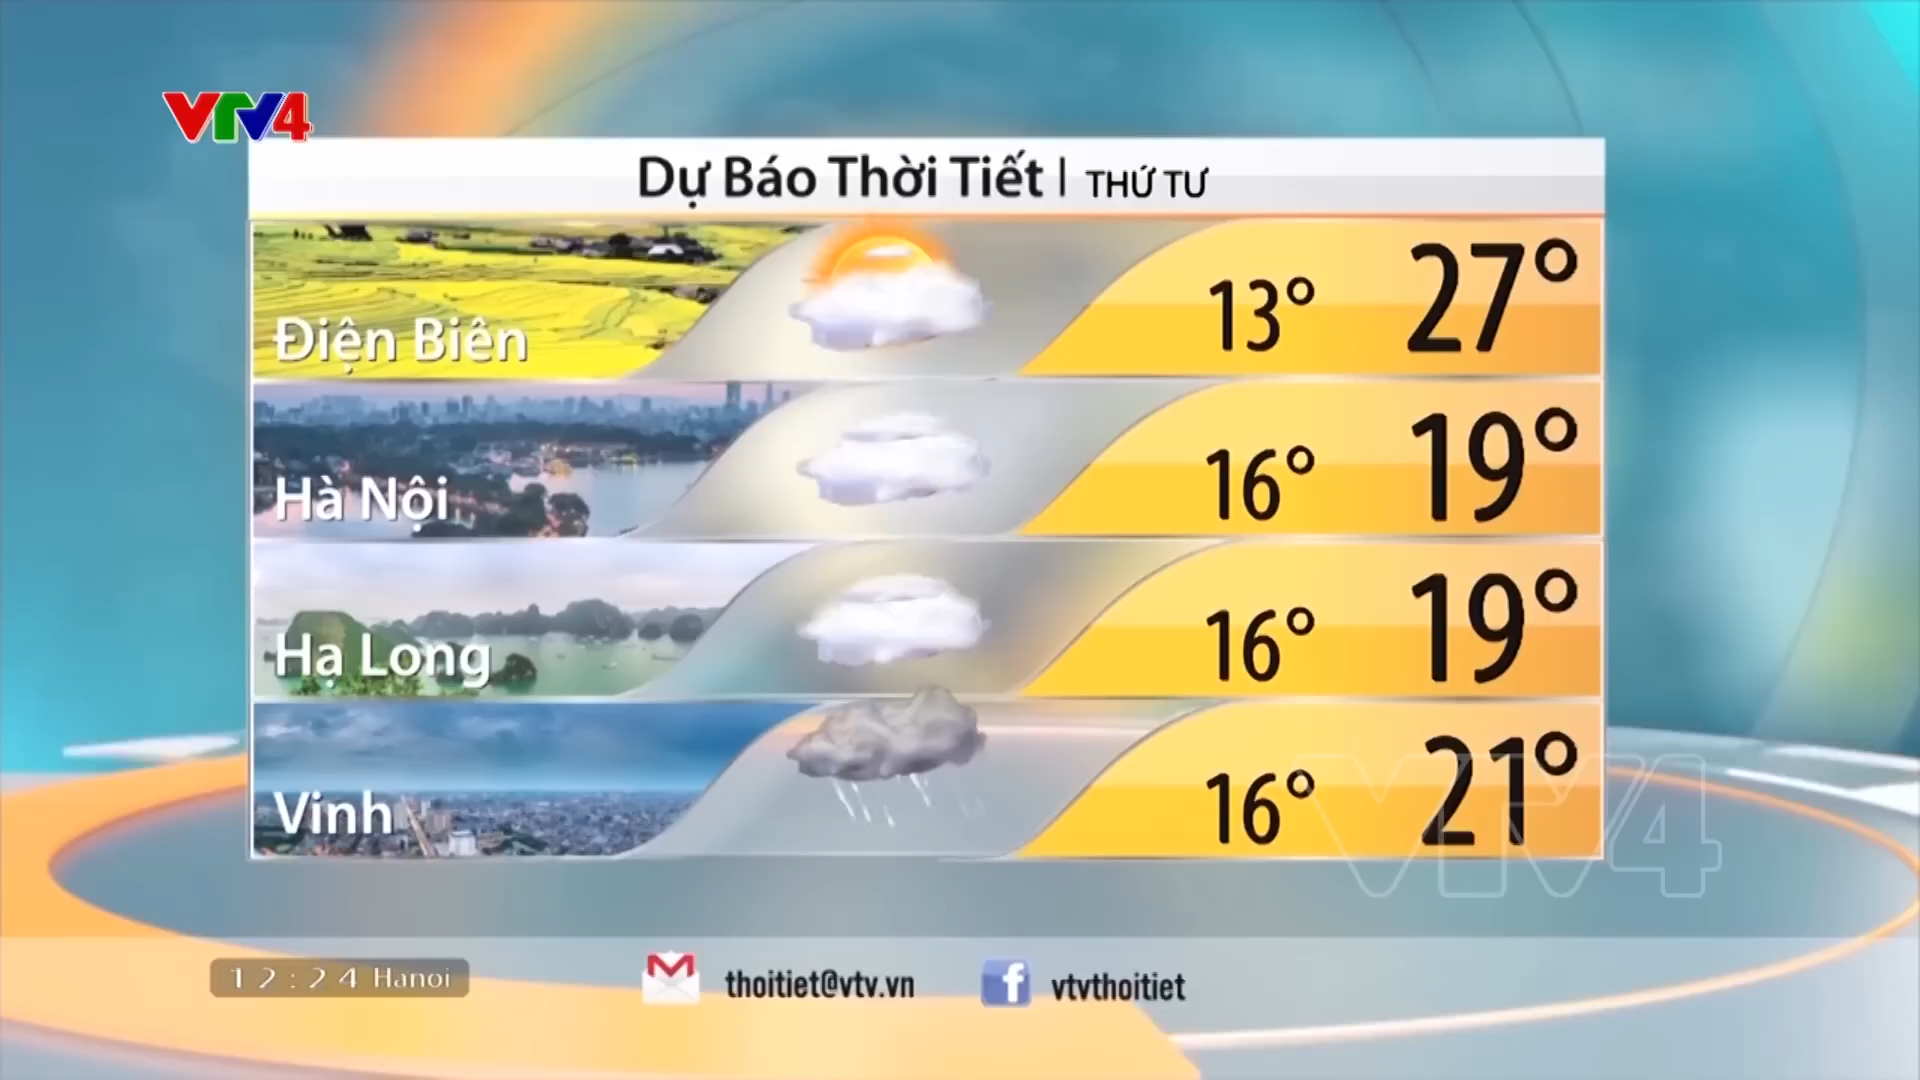 VTV4
Dự Báo Thời Tiết | THỨ TƯ
Điện Biên 13° 27°
Hà Nội 16° 19°
Hạ Long 16° 19°
Vinh 16° 21°
VTV4
12:24 Hanoi thoitiet@vtv.vn vtvthoitiet